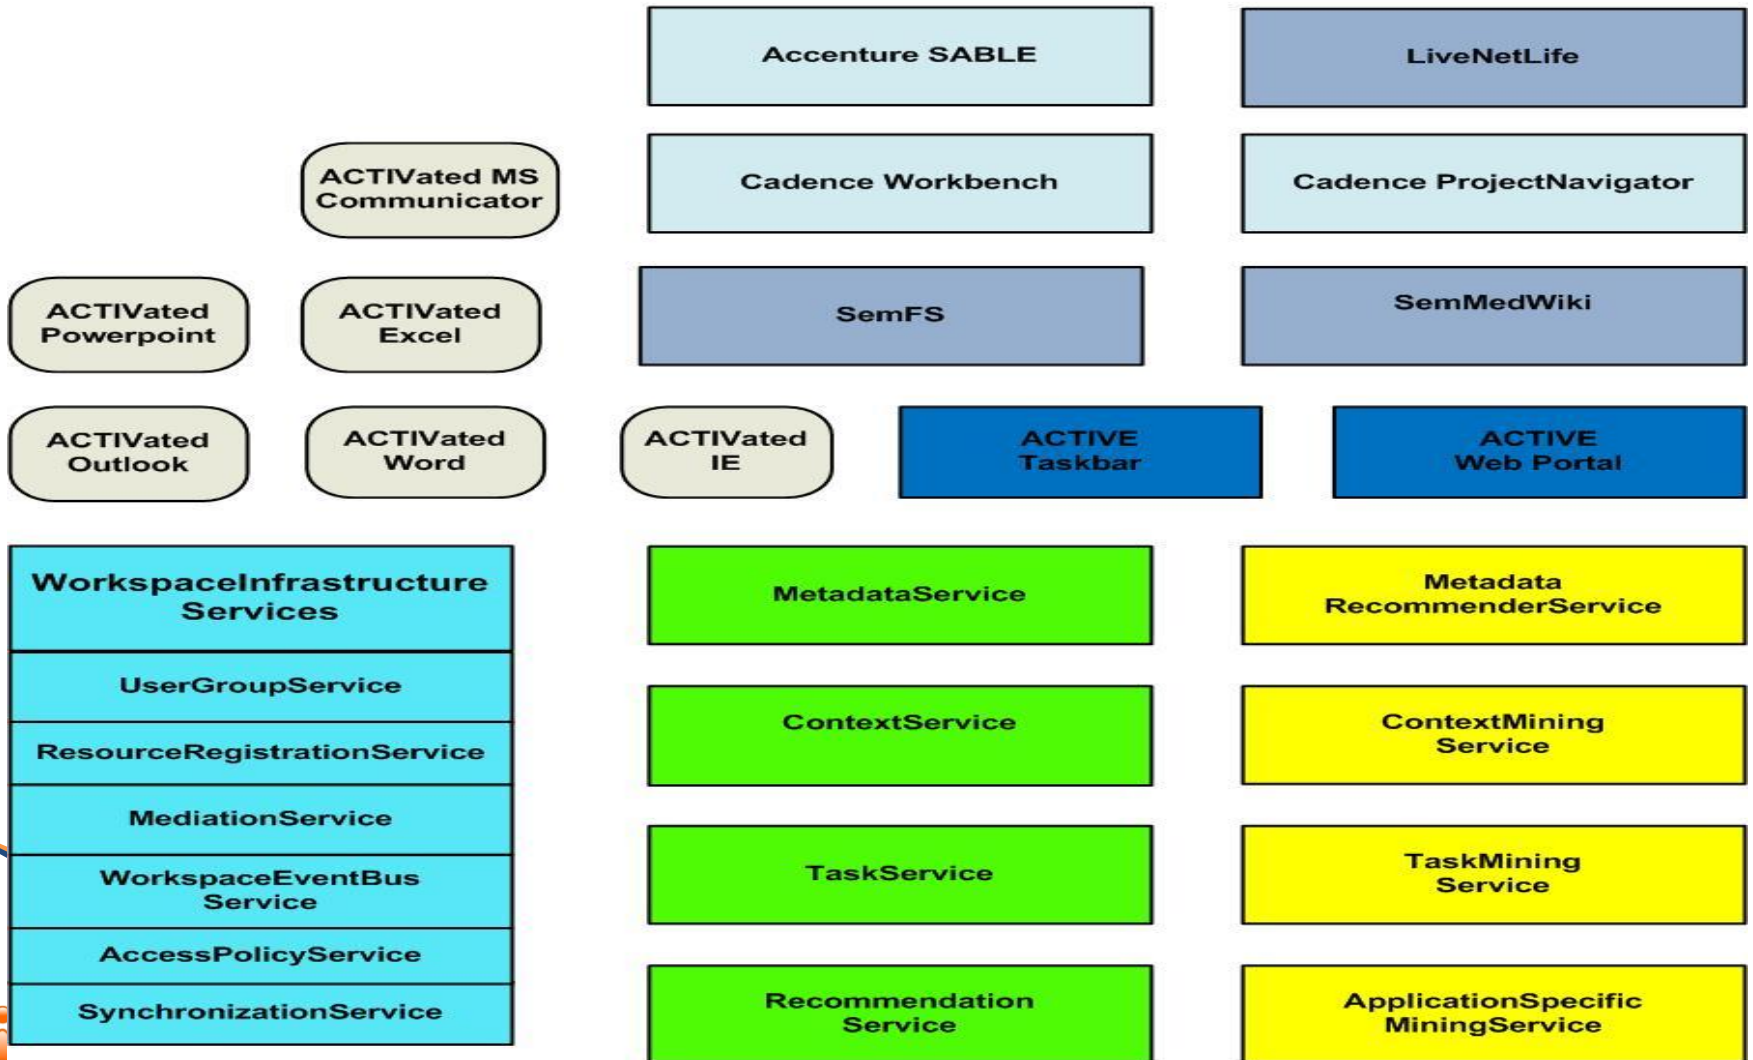 Accenture SABLE
LiveNetLife
ACTIVated MS
Communicator
Cadence Workbench
Cadence ProjectNavigator
ACTIVated
Powerpoint
ACTIVated
Excel
SemFS
SemMedWiki
ACTIVated
Outlook
ACTIVated
Word
ACTIVated
IE
ACTIVE
Taskbar
ACTIVE
Web Portal
WorkspaceInfrastructure
Services
UserGroupService
ResourceRegistrationService
MediationService
WorkspaceEventBus
Service
AccessPolicyService
SynchronizationService
MetadataService
ContextService
TaskService
Recommendation
Service
Metadata
RecommenderService
ContextMining
Service
TaskMining
Service
ApplicationSpecific
MiningService